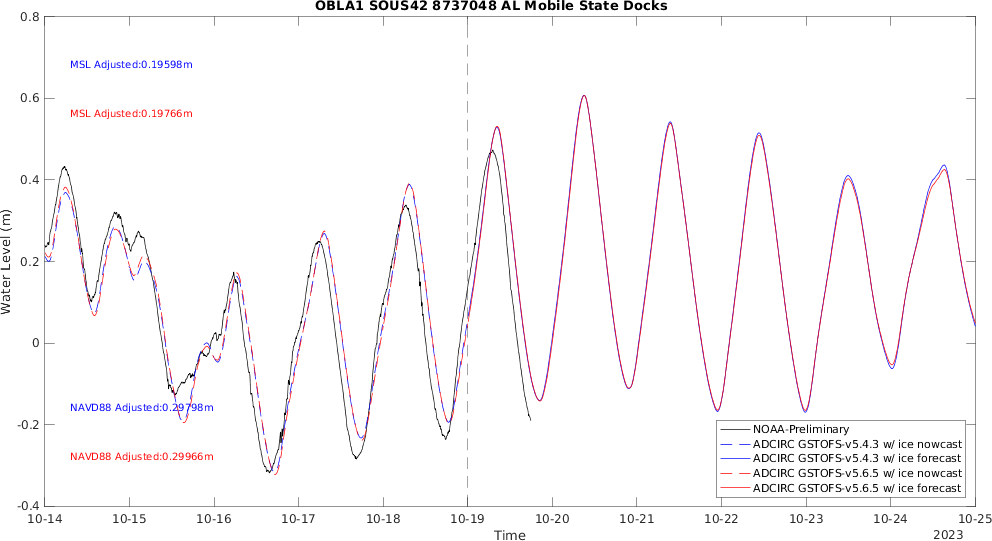 OBLA1 SOUS42 8737048 AL Mobile State Docks
0.8
MSL Adjusted:0.19598m
0.6
MSL Adjusted:0.19766m
0.4
Water Level (m)
0.2
0
NAVD88 Adjusted:0.29798m
-0.2
NAVD88 Adjusted:0.29966m
-0.4
NOAA-Preliminary
ADCIRC GSTOFS-v5.4.3 w/ ice nowcast
ADCIRC GSTOFS-v5.4.3 w/ ice forecast
ADCIRC GSTOFS-v5.6.5 w/ ice nowcast
ADCIRC GSTOFS-v5.6.5 w/ ice forecast
10-14 10-15 10-16 10-17 10-18 10-19 10-20 10-21 10-22 10-23 10-24 10-25
Time
2023